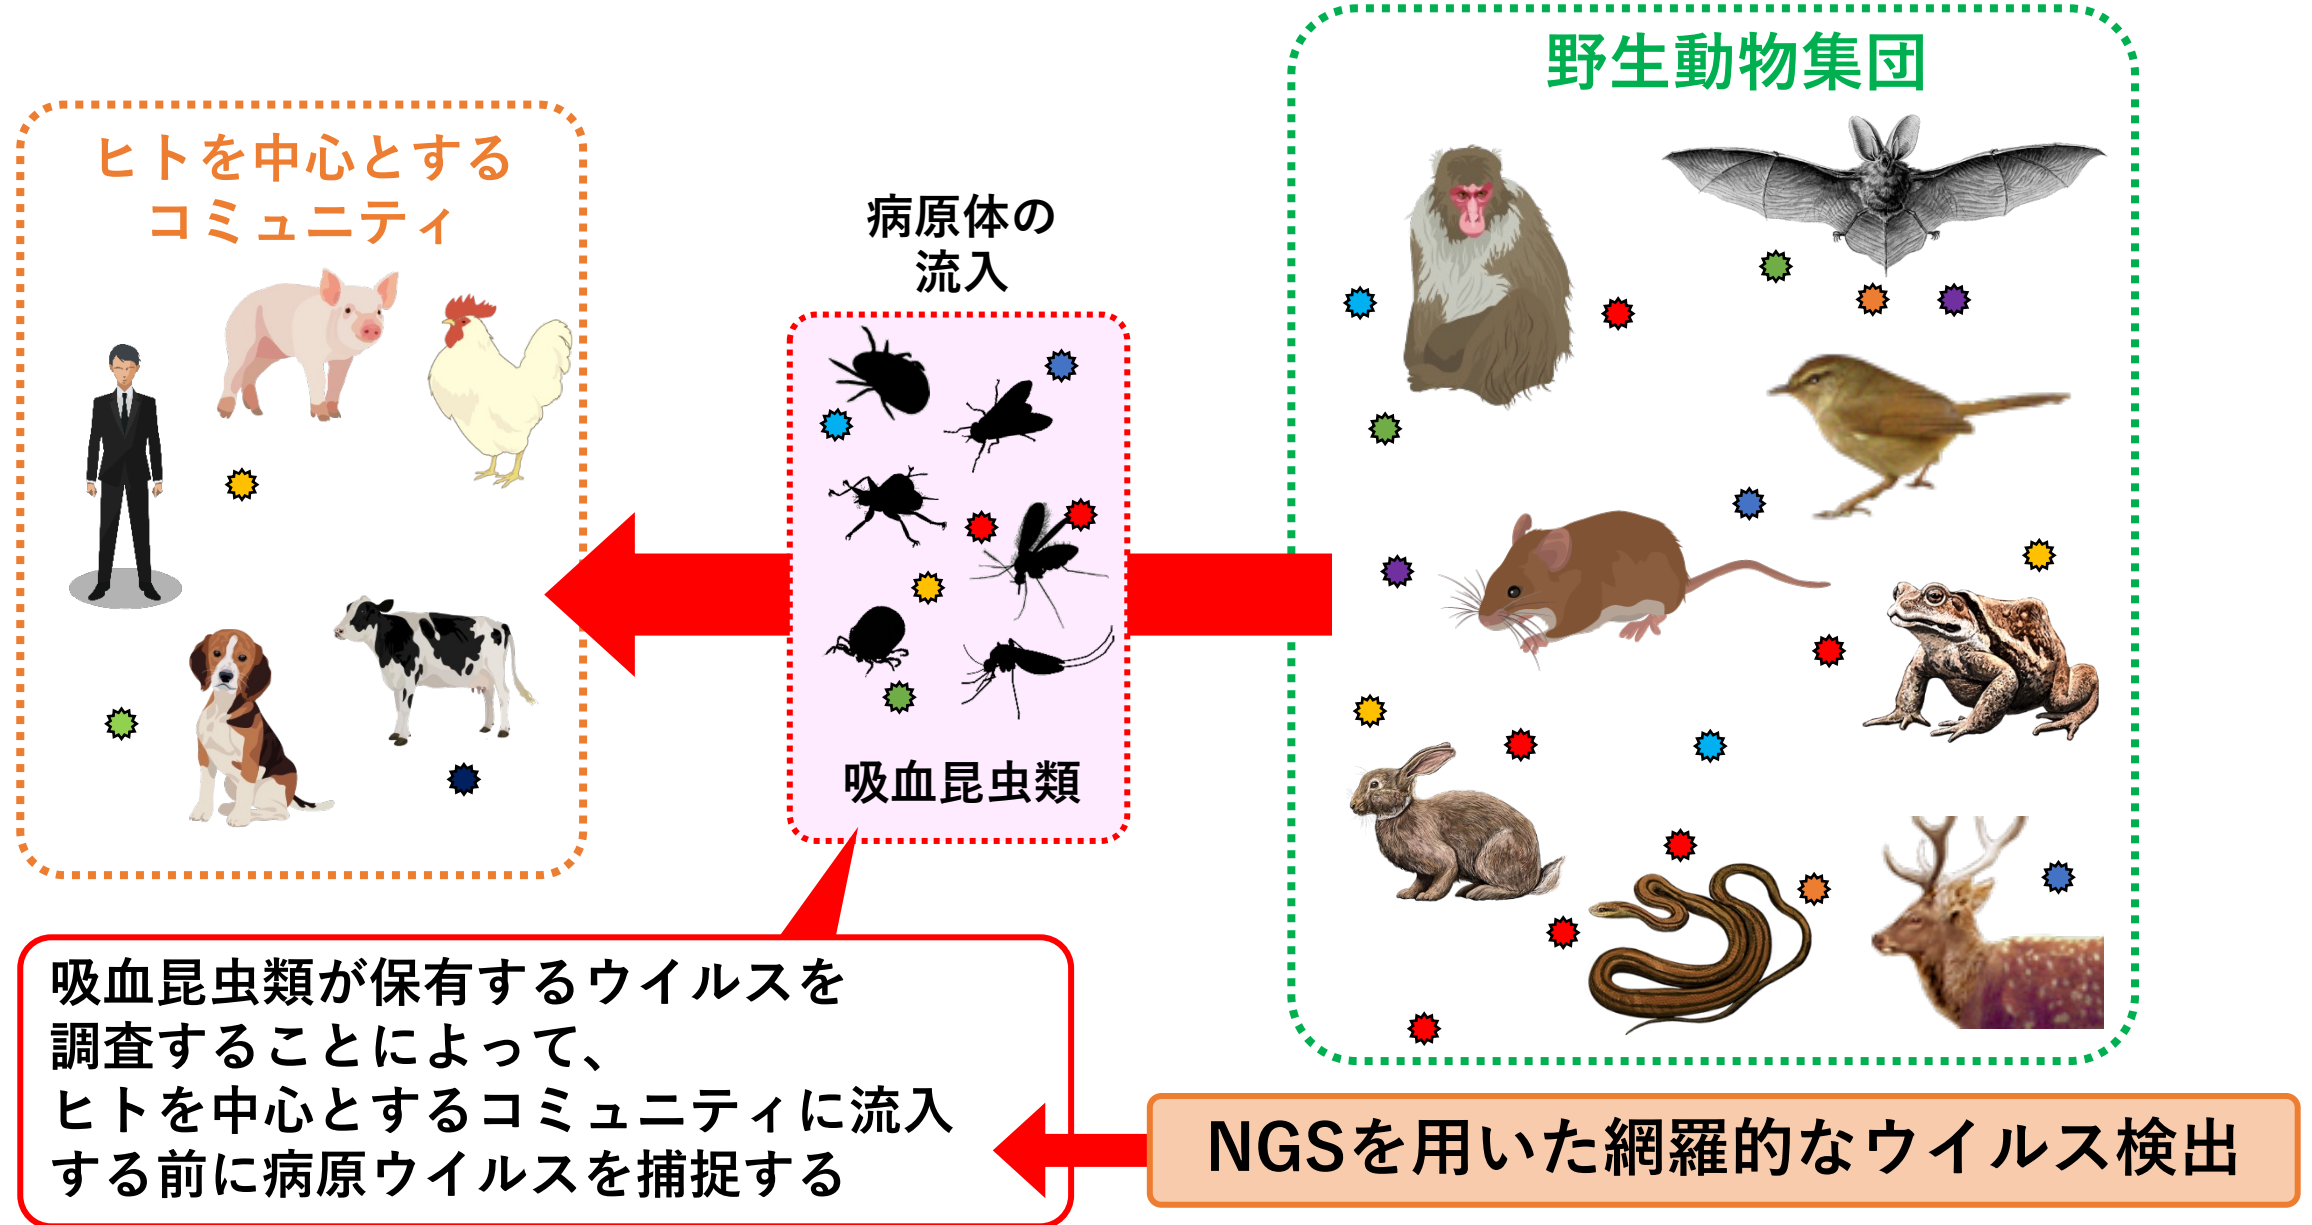 野生動物集団
ヒトを中心とする
コミュニティ
病原体の
流入
吸血昆虫類
吸血昆虫類が保有するウイルスを
調査することによって、
ヒトを中心とするコミュニティに流入
する前に病原ウイルスを捕捉する
NGSを用いた網羅的なウイルス検出